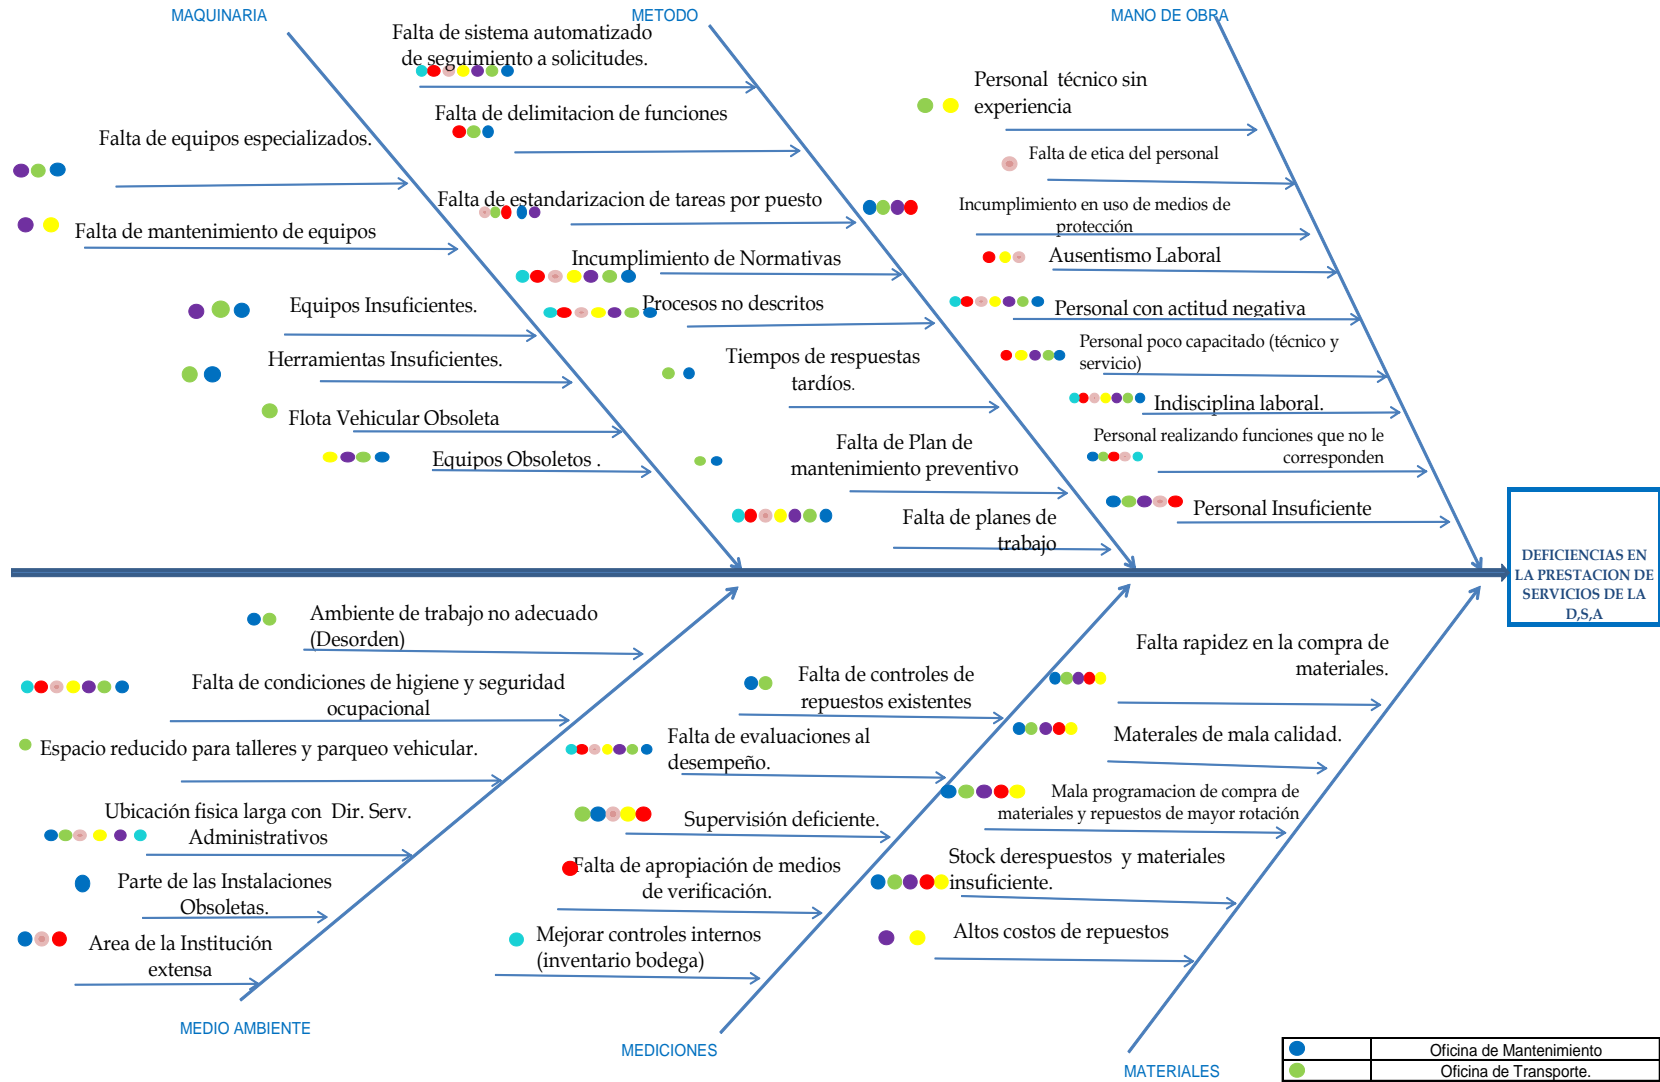 MAQUINARIA
METODO
MANO DE OBRA
Falta de sistema automatizado
de seguimiento a solicitudes.
Falta de delimitacion de funciones
Falta de equipos especializados.
Falta de estandarizacion de tareas por puesto
Falta de mantenimiento de equipos
Incumplimiento de Normativas
Equipos Insuficientes.
Procesos no descritos
Herramientas Insuficientes.
Tiempos de respuestas
tardíos.
Flota Vehicular Obsoleta
Equipos Obsoletos .
Falta de Plan de
mantenimiento preventivo
Falta de planes de
trabajo
Personal  técnico sin
experiencia
Falta de etica del personal
Incumplimiento en uso de medios de
protección
Ausentismo Laboral
Personal con actitud negativa
Personal poco capacitado (técnico y
servicio)
Indisciplina laboral.
Personal realizando funciones que no le
corresponden
Personal Insuficiente
DEFICIENCIAS EN
LA PRESTACION DE
SERVICIOS DE LA
D,S,A
Ambiente de trabajo no adecuado
(Desorden)
Falta de condiciones de higiene y seguridad
ocupacional
Espacio reducido para talleres y parqueo vehicular.
Ubicación fisica larga con  Dir. Serv.
Administrativos
Parte de las Instalaciones
Obsoletas.
Area de la Institución
extensa
Falta de controles de
repuestos existentes
Falta de evaluaciones al
desempeño.
Supervisión deficiente.
Falta de apropiación de medios
de verificación.
Mejorar controles internos
(inventario bodega)
Falta rapidez en la compra de
materiales.
Materales de mala calidad.
Mala programacion de compra de
materiales y repuestos de mayor rotación
Stock derespuestos  y materiales
insuficiente.
Altos costos de repuestos
MEDIO AMBIENTE
MEDICIONES
MATERIALES
Oficina de Mantenimiento
Oficina de Transporte.